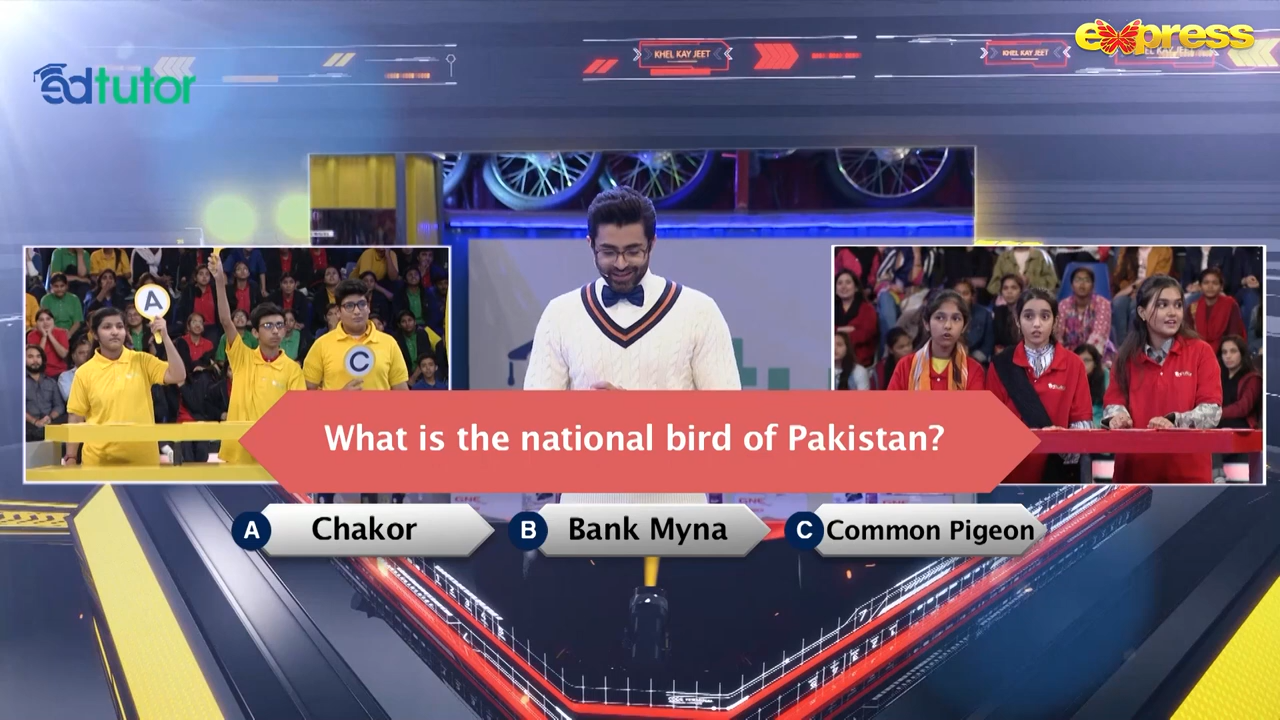 KHEL KAY JEET
KHEL KAY JEET
express
edtutor
A
C
What is the national bird of Pakistan?
A Chakor
B Bank Myna
C Common Pigeon